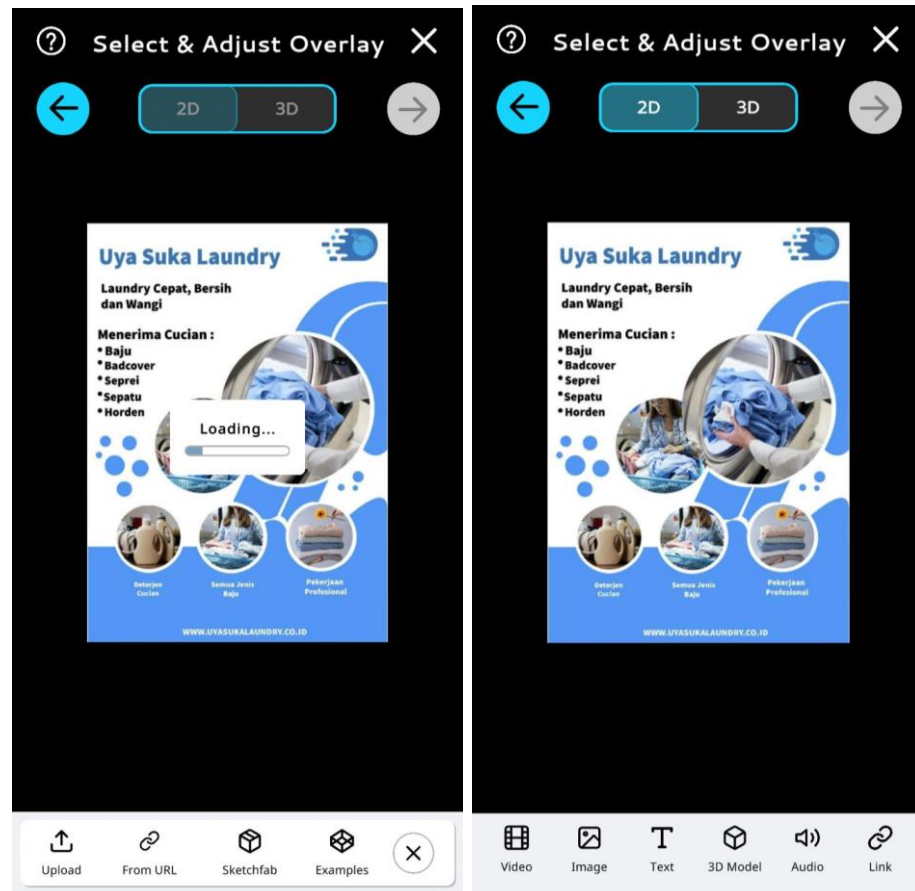 Select & Adjust Overlay
2D 3D
Uya Suka Laundry
Laundry Cepat, Bersih
dan Wangi
Menerima Cucian :
• Baju
• Badcover
• Seprei
• Sepatu
• Horden
Loading...
Deterjen
Cucian
Semua Jenis
Baju
Pekerjaan
Profesional
WWW.UYASUKALAUNDRY.CO.ID
Upload From URL Sketchfab Examples
Select & Adjust Overlay
2D 3D
Uya Suka Laundry
Laundry Cepat, Bersih
dan Wangi
Menerima Cucian :
• Baju
• Badcover
• Seprei
• Sepatu
• Horden
Deterjen
Cucian
Semua Jenis
Baju
Pekerjaan
Profesional
WWW.UYASUKALAUNDRY.CO.ID
Video Image Text 3D Model Audio Link